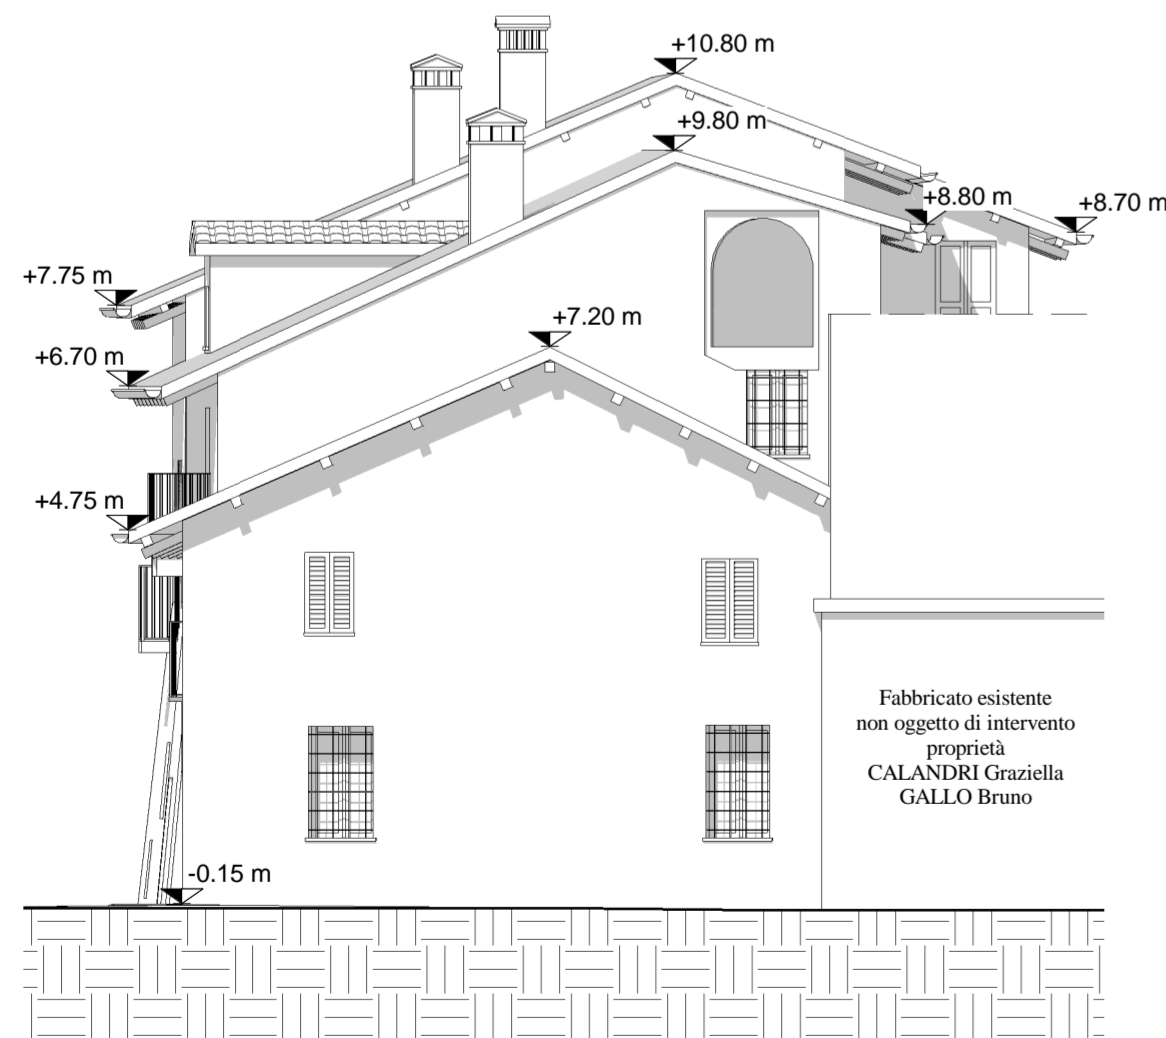 +10.80 m
+9.80 m
+8.80 m
+8.70 m
+7.75 m
+7.20 m
+6.70 m
+4.75 m
Fabbricato esistente
non oggetto di intervento
proprietà
CALANDRI Graziella
GALLO Bruno
-0.15 m